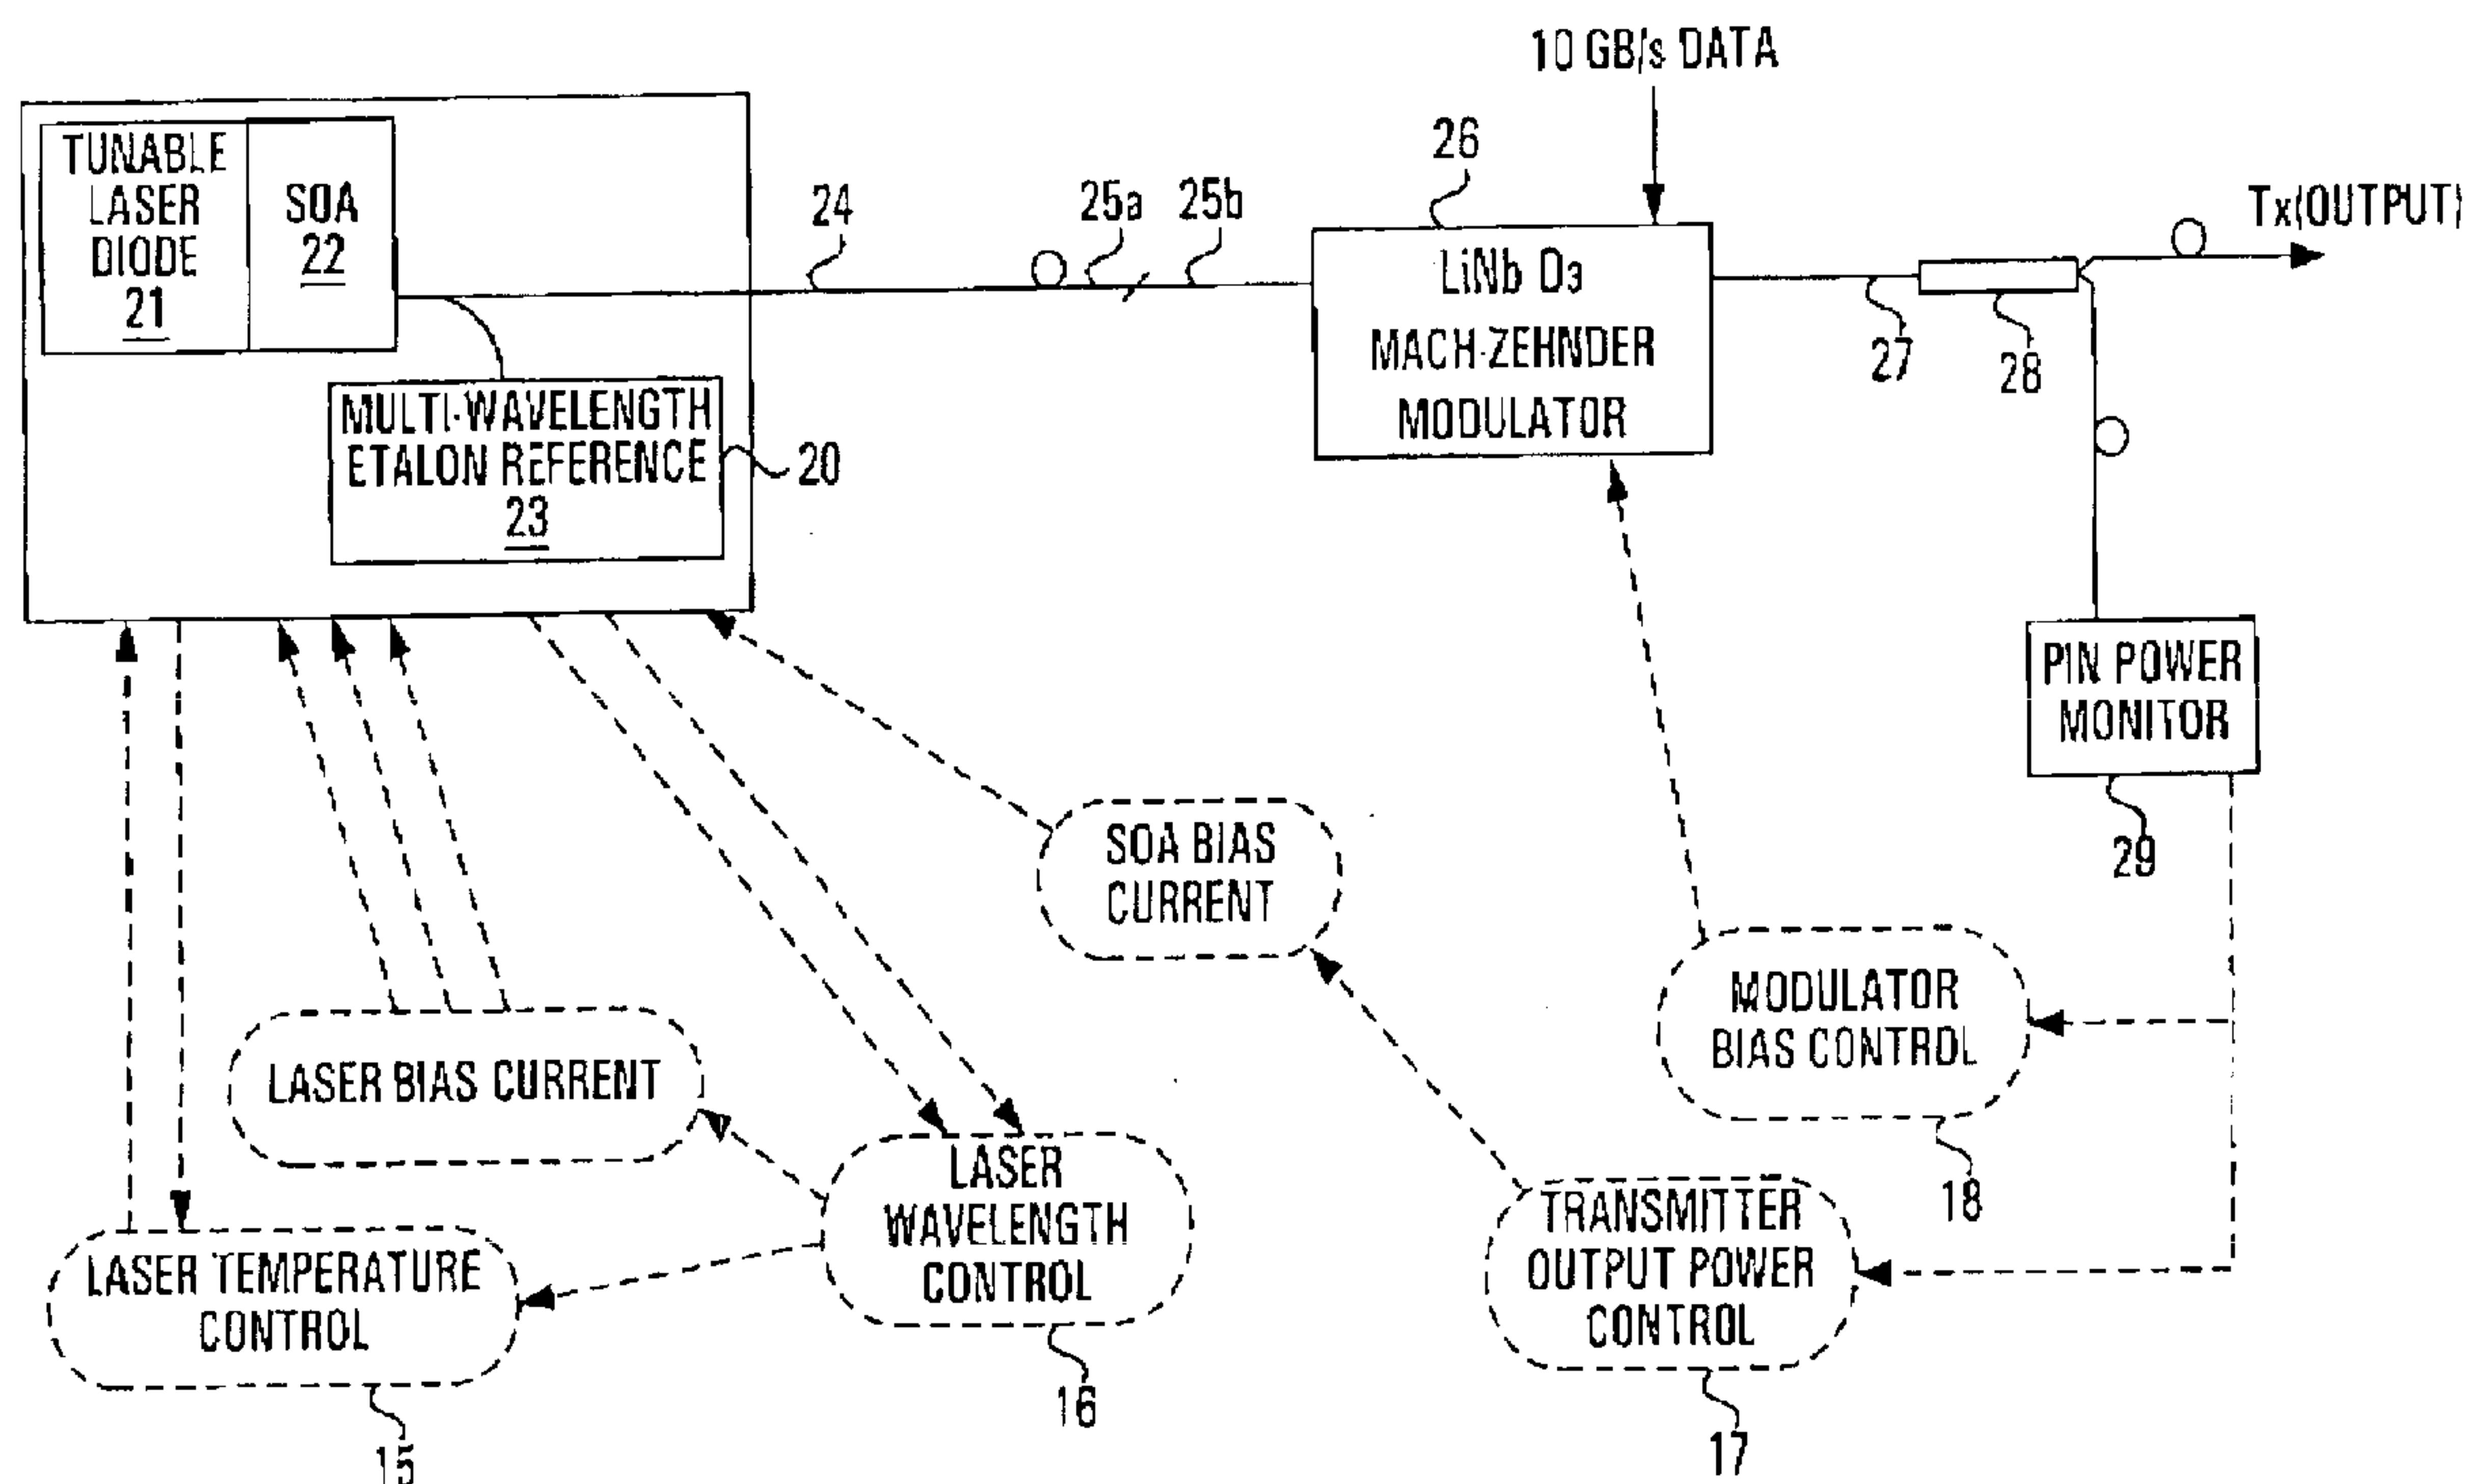 10 GB/s DATA
TUNABLE
LASER
DIODE
21
SOA
22
24
25a
25b
26
LiNb O3
MACH-ZEHNDER
MODULATOR
Tx(OUTPUT)
27
28
MULTI-WAVELENGTH
ETALON REFERENCE
23
20
PIN POWER
MONITOR
29
SOA BIAS
CURRENT
MODULATOR
BIAS CONTROL
18
LASER BIAS CURRENT
LASER
WAVELENGTH
CONTROL
16
TRANSMITTER
OUTPUT POWER
CONTROL
17
LASER TEMPERATURE
CONTROL
15